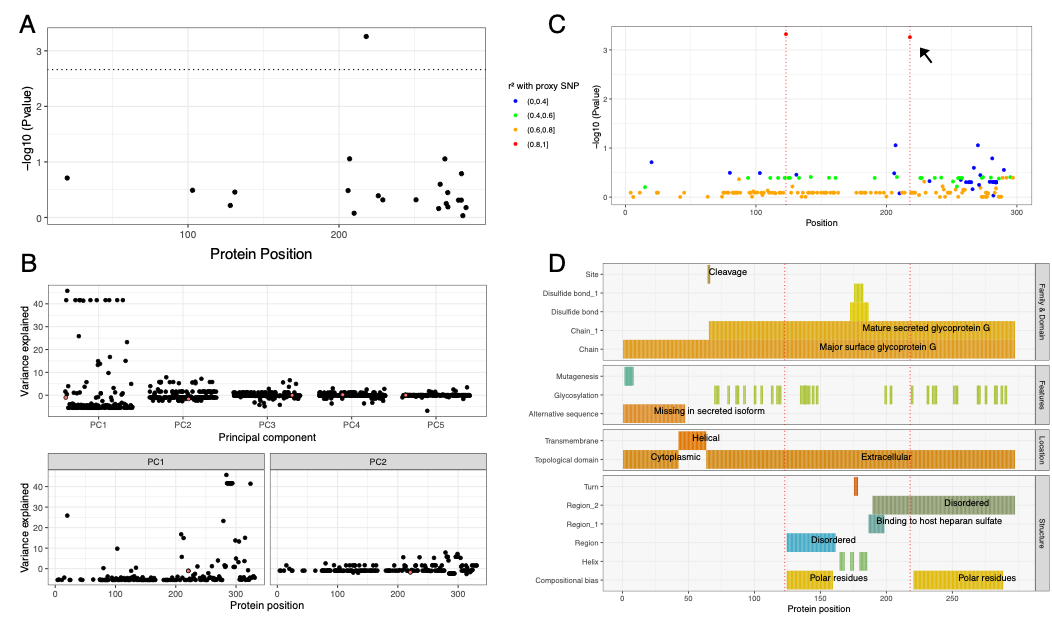 A
3
2
1
0
−log10 (Pvalue)
100
200
Protein Position
C
r² with proxy SNP
(0,0.4]
(0.4,0.6]
(0.6,0.8]
(0.8,1]
3
2
1
0
−log10 (Pvalue)
0
100
200
300
Position
B
40
30
20
10
0
Variance explained
PC1
PC2
PC3
PC4
PC5
Principal component
PC1
PC2
40
30
20
10
0
Variance explained
0
100
200
300
0
100
200
300
Protein position
D
Site
Cleavage
Disulfide bond_1
Disulfide bond
Chain_1
Mature secreted glycoprotein G
Chain
Major surface glycoprotein G
Family & Domain
Mutagenesis
Glycosylation
Alternative sequence
Missing in secreted isoform
Features
Transmembrane
Helical
Topological domain
Cytoplasmic
Extracellular
Location
Turn
Region_2
Disordered
Region_1
Binding to host heparan sulfate
Region
Disordered
Helix
Compositional bias
Polar residues
Polar residues
Structure
0
50
100
150
200
250
Protein position